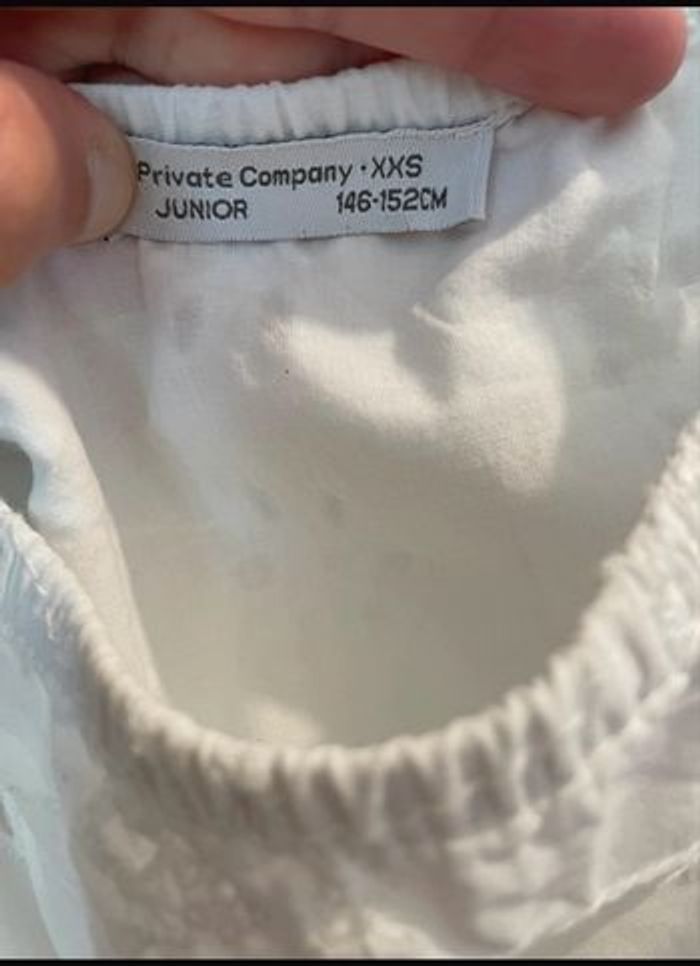 Private Company · XXS
JUNIOR 146-152CM